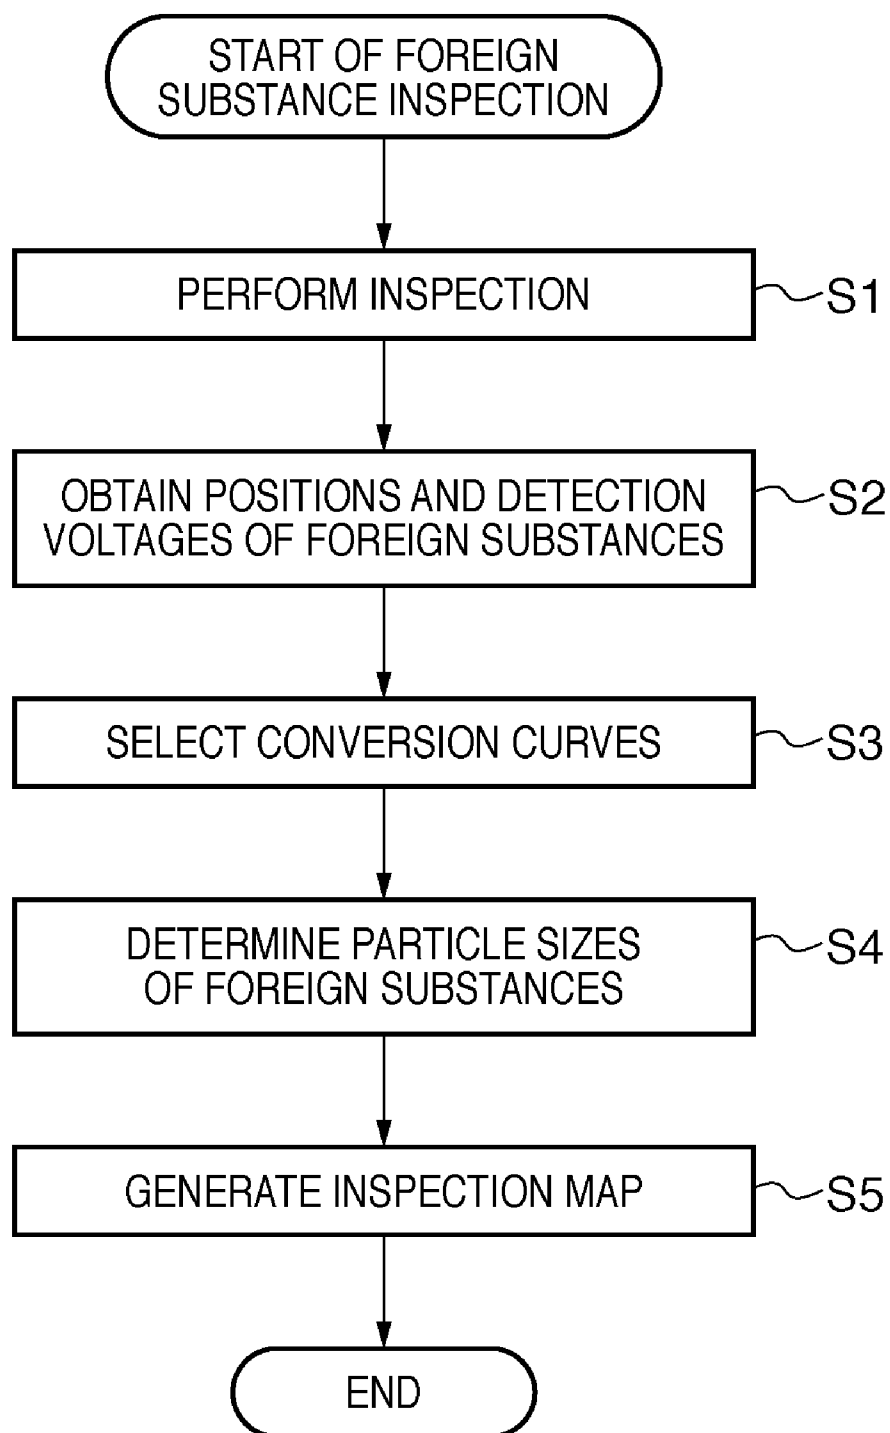 START OF FOREIGN
SUBSTANCE INSPECTION
PERFORM INSPECTION
S1
OBTAIN POSITIONS AND DETECTION
VOLTAGES OF FOREIGN SUBSTANCES
S2
SELECT CONVERSION CURVES
S3
DETERMINE PARTICLE SIZES
OF FOREIGN SUBSTANCES
S4
GENERATE INSPECTION MAP
S5
END